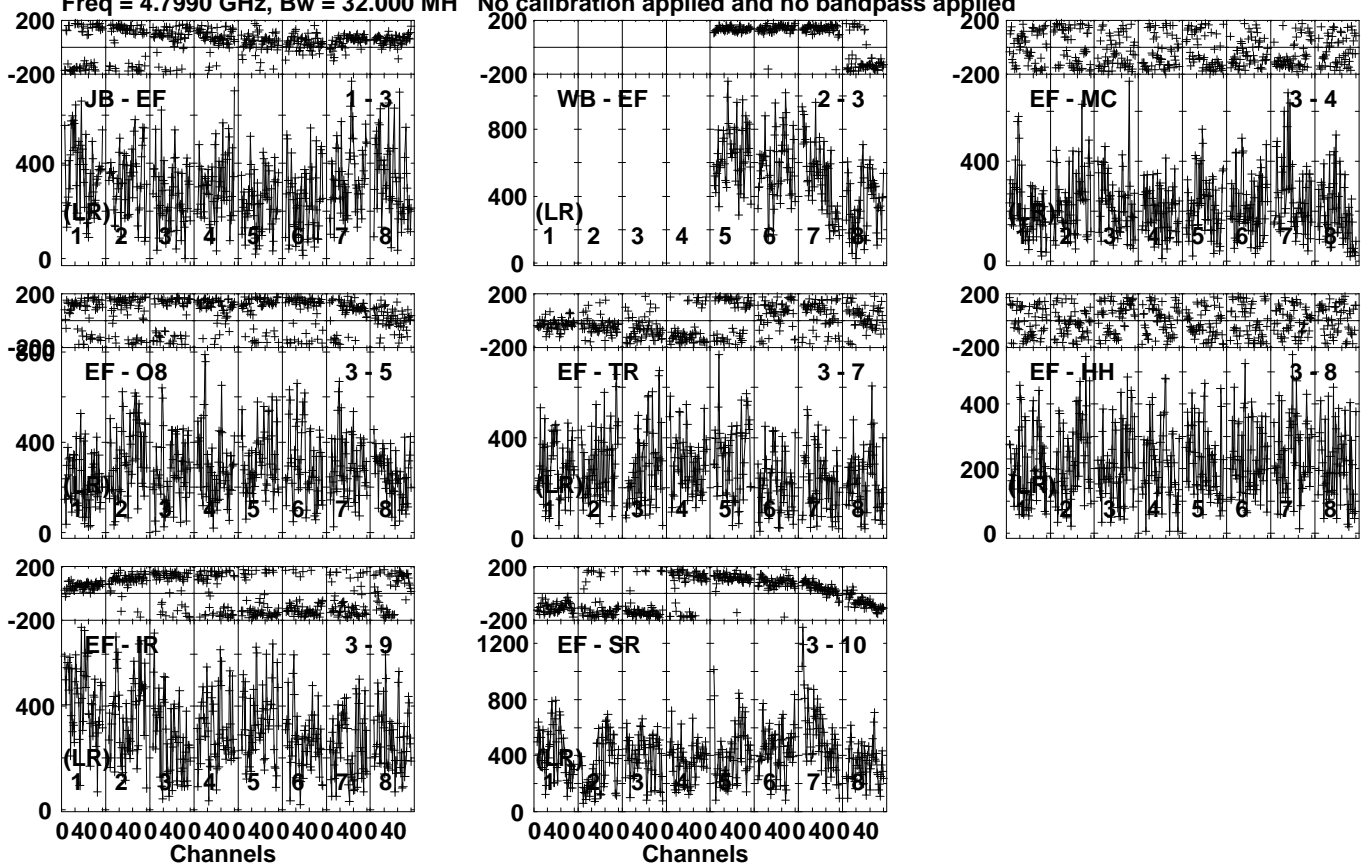 Freq = 4.7990 GHz, Bw = 32.000 MH No calibration applied and no bandpass applied
200
-200
JB - EF 1 - 3
400
(LR)
1 2 3 4 5 6 7 8
0
200
-200
WB - EF 2 - 3
800
400
(LR)
1 2 3 4 5 6 7 8
0
200
-200
EF - MC 3 - 4
400
(LR)
1 2 3 4 5 6 7 8
0
200
-200
800
EF - O8 3 - 5
400
(LR)
1 2 3 4 5 6 7 8
0
200
-200
EF - TR 3 - 7
400
(LR)
1 2 3 4 5 6 7 8
0
200
-200
EF - HH 3 - 8
400
200
(LR)
1 2 3 4 5 6 7 8
0
200
-200
EF - IR 3 - 9
400
(LR)
1 2 3 4 5 6 7 8
0
0 40 0 40 0 40 0 40 0 40 0 40 0 40 0 40
Channels
200
-200
1200
EF - SR 3 - 10
800
400
(LR)
1 2 3 4 5 6 7 8
0
0 40 0 40 0 40 0 40 0 40 0 40 0 40 0 40
Channels